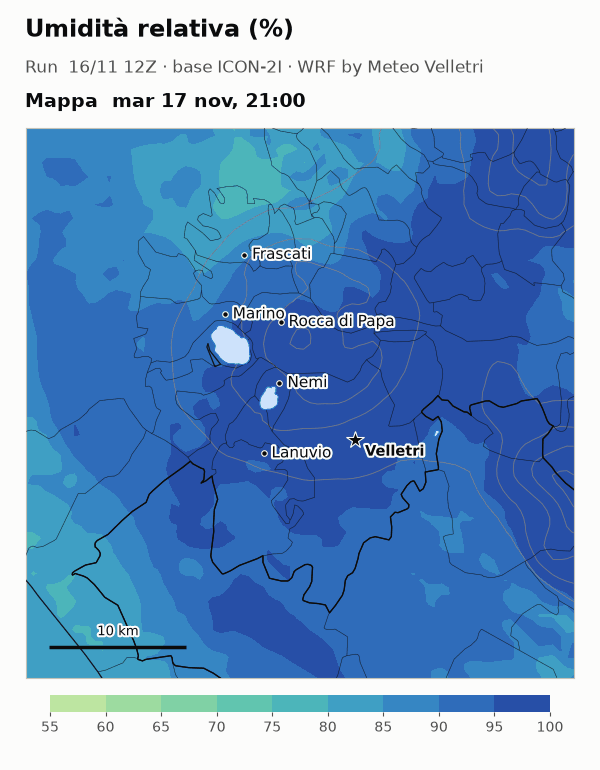 Umidità relativa (%)
Run  16/11 12Z · base ICON-2I · WRF by Meteo Velletri
Mappa  mar 17 nov, 21:00
Frascati
Marino
Rocca di Papa
Nemi
Velletri
Lanuvio
10 km
55 60 65 70 75 80 85 90 95 100